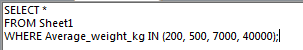 SELECT *
FROM Sheet1
WHERE Average_weight_kg IN (200, 500, 7000, 40000);